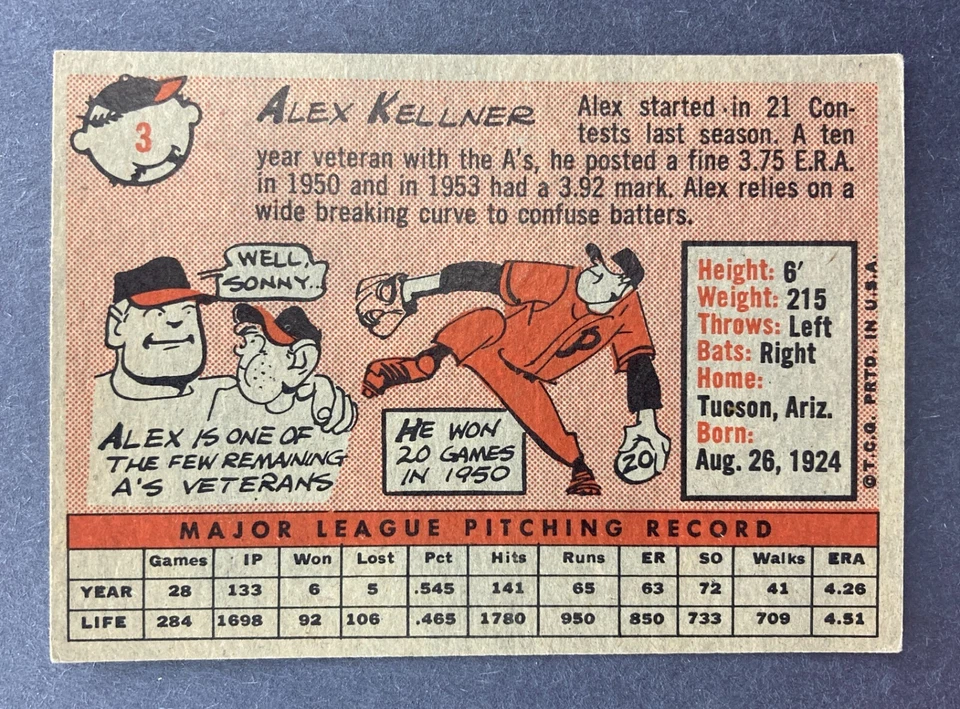 3
ALEX KELLNER
Alex started in 21 Con-
tests last season. A ten
year veteran with the A's, he posted a fine 3.75 E.R.A.
in 1950 and in 1953 had a 3.92 mark. Alex relies on a
wide breaking curve to confuse batters.
WELL,
SONNY...
ALEX IS ONE OF
THE FEW REMAINING
A'S VETERANS
P
HE WON
20 GAMES
IN 1950
20
Height: 6'
Weight: 215
Throws: Left
Bats: Right
Home:
Tucson, Ariz.
Born:
Aug. 26, 1924
© T.C.G. PRTD. IN U.S.A.
MAJOR LEAGUE PITCHING RECORD
Games IP Won Lost Pct Hits Runs ER SO Walks ERA
YEAR 28 133 6 5 .545 141 65 63 72 41 4.26
LIFE 284 1698 92 106 .465 1780 950 850 733 709 4.51